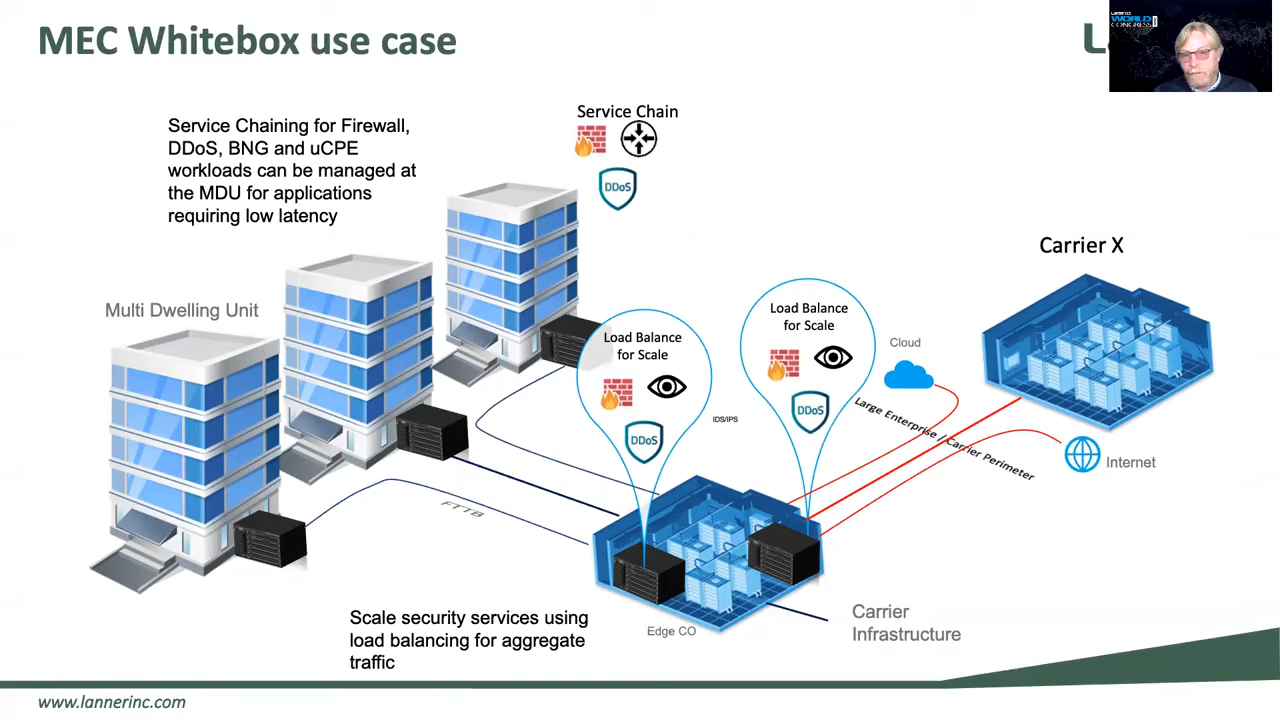 MEC Whitebox use case
WORLD
CONGRESS
Service Chaining for Firewall,
DDoS, BNG and uCPE
workloads can be managed at
the MDU for applications
requiring low latency
Service Chain
DDoS
Carrier X
Multi Dwelling Unit
Load Balance
for Scale
DDoS
Load Balance
for Scale
DDoS
IDS/IPS
Cloud
Large Enterprise / Carrier Perimeter
Internet
FTTB
Edge CO
Carrier
Infrastructure
Scale security services using
load balancing for aggregate
traffic
www.lannerinc.com